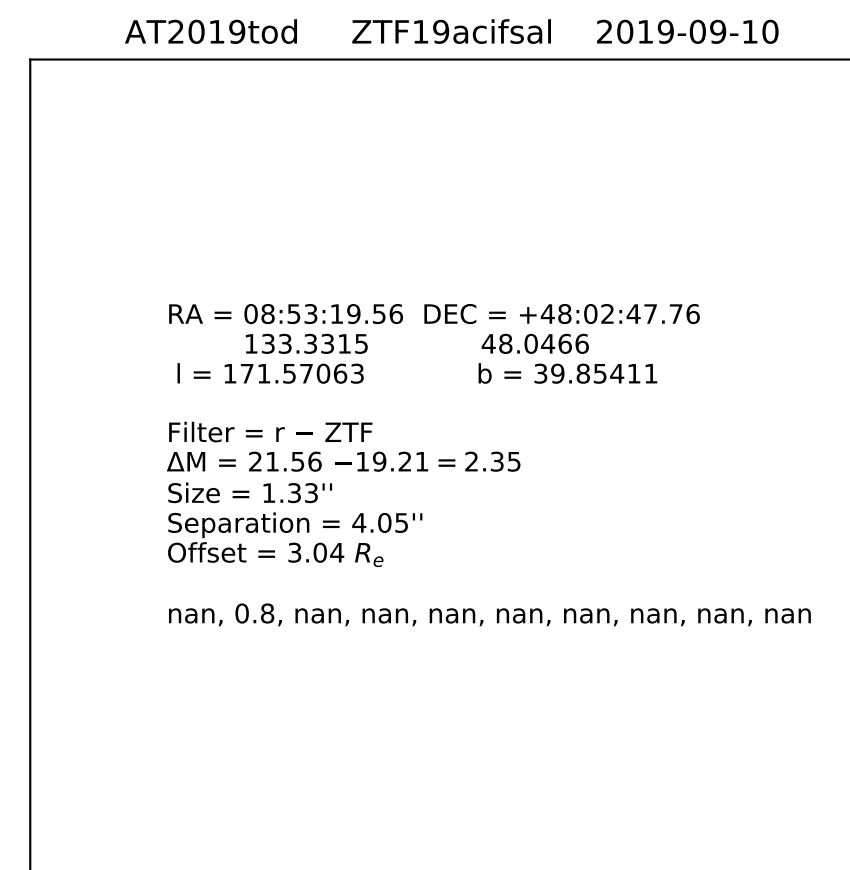 AT2019tod ZTF19acifsal 2019-09-10
RA = 08:53:19.56 DEC = +48:02:47.76
133.3315 48.0466
l = 171.57063 b = 39.85411
Filter = r − ZTF
ΔM = 21.56 −19.21 = 2.35
Size = 1.33''
Separation = 4.05''
Offset = 3.04 Re
nan, 0.8, nan, nan, nan, nan, nan, nan, nan, nan